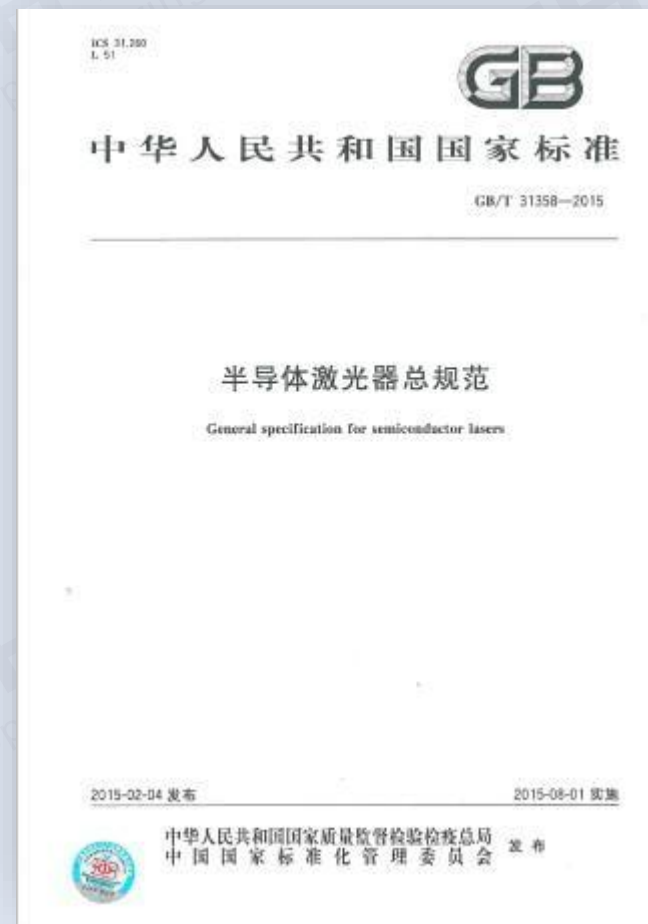 ICS 31.260
L 51
GB
中华人民共和国国家标准
GB/T 31358—2015
半导体激光器总规范
General specification for semiconductor lasers
2015-02-04 发布
2015-08-01 实施
中华人民共和国国家质量监督检验检疫总局
中国国家标准化管理委员会
发布